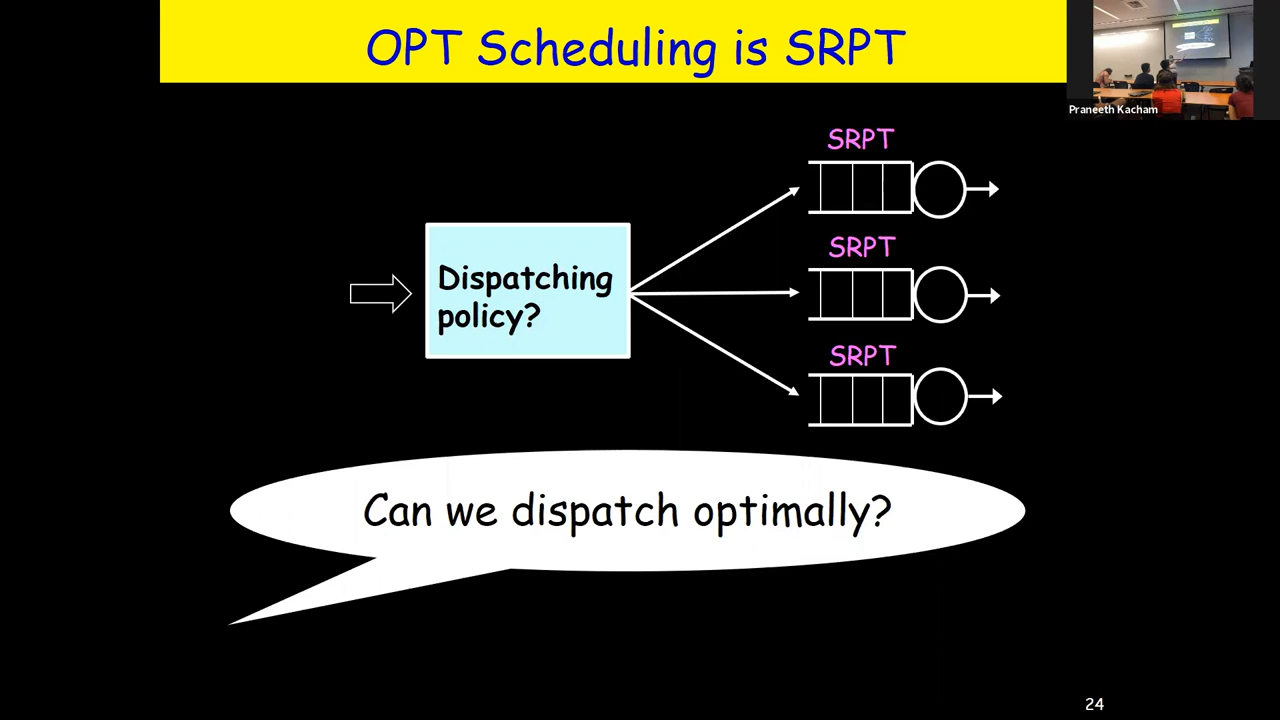 OPT Scheduling is SRPT
Praneeth Kacham
SRPT
SRPT
SRPT
Dispatching
policy?
Can we dispatch optimally?
24